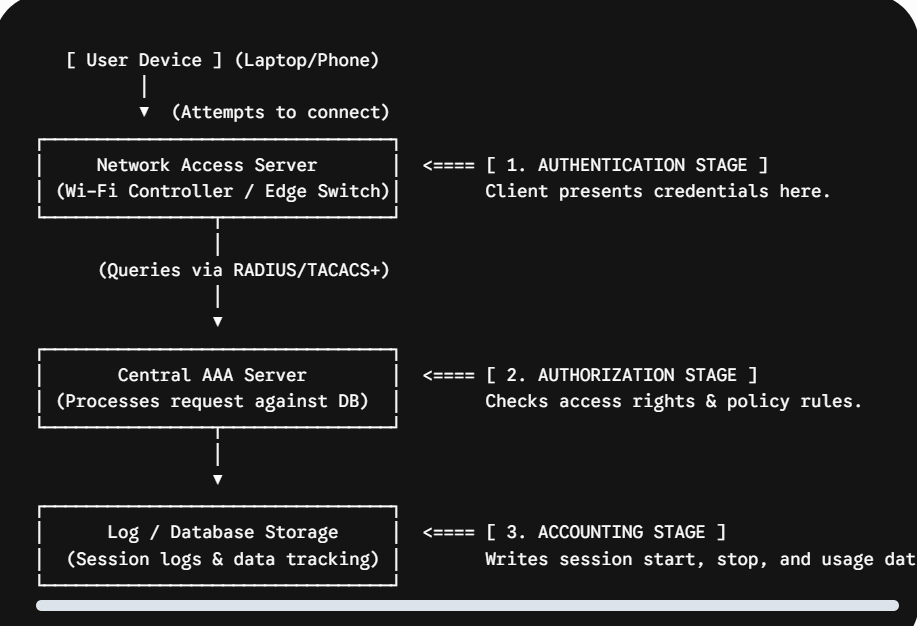 [ User Device ] (Laptop/Phone)
(Attempts to connect)
Network Access Server <==== [ 1. AUTHENTICATION STAGE ]
(Wi-Fi Controller / Edge Switch) Client presents credentials here.
(Queries via RADIUS/TACACS+)
Central AAA Server <==== [ 2. AUTHORIZATION STAGE ]
(Processes request against DB) Checks access rights & policy rules.
Log / Database Storage <==== [ 3. ACCOUNTING STAGE ]
(Session logs & data tracking) Writes session start, stop, and usage dat